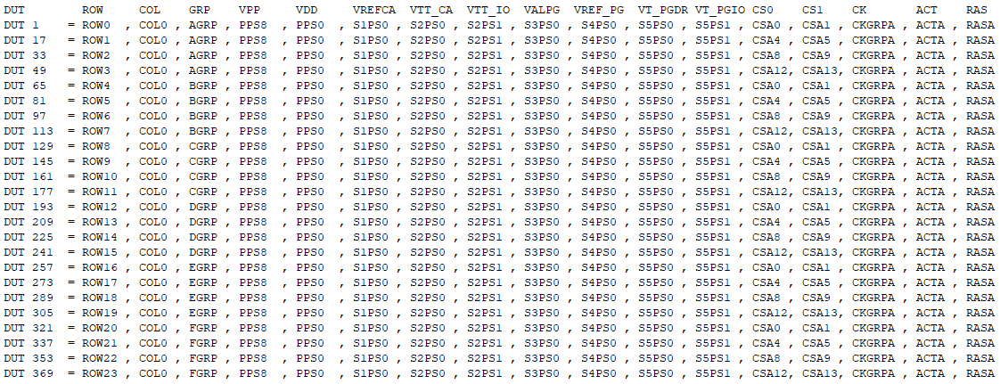 DUT      ROW     COL    GRP    VPP     VDD     VREFCA  VTT_CA  VTT_IO  VALPG  VREF_PG VT_PGDR VT_PGIO CS0    CS1    CK       ACT    RAS
DUT 1    = ROW0  , COL0 , AGRP , PPS8   , PPS0   , S1PS0 , S2PS0 , S2PS1 , S3PS0 , S4PS0 , S5PS0 , S5PS1 , CSA0 , CSA1 , CKGRPA , ACTA , RASA
DUT 17   = ROW1  , COL0 , AGRP , PPS8   , PPS0   , S1PS0 , S2PS0 , S2PS1 , S3PS0 , S4PS0 , S5PS0 , S5PS1 , CSA4 , CSA5 , CKGRPA , ACTA , RASA
DUT 33   = ROW2  , COL0 , AGRP , PPS8   , PPS0   , S1PS0 , S2PS0 , S2PS1 , S3PS0 , S4PS0 , S5PS0 , S5PS1 , CSA8 , CSA9 , CKGRPA , ACTA , RASA
DUT 49   = ROW3  , COL0 , AGRP , PPS8   , PPS0   , S1PS0 , S2PS0 , S2PS1 , S3PS0 , S4PS0 , S5PS0 , S5PS1 , CSA12, CSA13, CKGRPA , ACTA , RASA
DUT 65   = ROW4  , COL0 , BGRP , PPS8   , PPS0   , S1PS0 , S2PS0 , S2PS1 , S3PS0 , S4PS0 , S5PS0 , S5PS1 , CSA0 , CSA1 , CKGRPA , ACTA , RASA
DUT 81   = ROW5  , COL0 , BGRP , PPS8   , PPS0   , S1PS0 , S2PS0 , S2PS1 , S3PS0 , S4PS0 , S5PS0 , S5PS1 , CSA4 , CSA5 , CKGRPA , ACTA , RASA
DUT 97   = ROW6  , COL0 , BGRP , PPS8   , PPS0   , S1PS0 , S2PS0 , S2PS1 , S3PS0 , S4PS0 , S5PS0 , S5PS1 , CSA8 , CSA9 , CKGRPA , ACTA , RASA
DUT 113  = ROW7  , COL0 , BGRP , PPS8   , PPS0   , S1PS0 , S2PS0 , S2PS1 , S3PS0 , S4PS0 , S5PS0 , S5PS1 , CSA12, CSA13, CKGRPA , ACTA , RASA
DUT 129  = ROW8  , COL0 , CGRP , PPS8   , PPS0   , S1PS0 , S2PS0 , S2PS1 , S3PS0 , S4PS0 , S5PS0 , S5PS1 , CSA0 , CSA1 , CKGRPA , ACTA , RASA
DUT 145  = ROW9  , COL0 , CGRP , PPS8   , PPS0   , S1PS0 , S2PS0 , S2PS1 , S3PS0 , S4PS0 , S5PS0 , S5PS1 , CSA4 , CSA5 , CKGRPA , ACTA , RASA
DUT 161  = ROW10 , COL0 , CGRP , PPS8   , PPS0   , S1PS0 , S2PS0 , S2PS1 , S3PS0 , S4PS0 , S5PS0 , S5PS1 , CSA8 , CSA9 , CKGRPA , ACTA , RASA
DUT 177  = ROW11 , COL0 , CGRP , PPS8   , PPS0   , S1PS0 , S2PS0 , S2PS1 , S3PS0 , S4PS0 , S5PS0 , S5PS1 , CSA12, CSA13, CKGRPA , ACTA , RASA
DUT 193  = ROW12 , COL0 , DGRP , PPS8   , PPS0   , S1PS0 , S2PS0 , S2PS1 , S3PS0 , S4PS0 , S5PS0 , S5PS1 , CSA0 , CSA1 , CKGRPA , ACTA , RASA
DUT 209  = ROW13 , COL0 , DGRP , PPS8   , PPS0   , S1PS0 , S2PS0 , S2PS1 , S3PS0 , S4PS0 , S5PS0 , S5PS1 , CSA4 , CSA5 , CKGRPA , ACTA , RASA
DUT 225  = ROW14 , COL0 , DGRP , PPS8   , PPS0   , S1PS0 , S2PS0 , S2PS1 , S3PS0 , S4PS0 , S5PS0 , S5PS1 , CSA8 , CSA9 , CKGRPA , ACTA , RASA
DUT 241  = ROW15 , COL0 , DGRP , PPS8   , PPS0   , S1PS0 , S2PS0 , S2PS1 , S3PS0 , S4PS0 , S5PS0 , S5PS1 , CSA12, CSA13, CKGRPA , ACTA , RASA
DUT 257  = ROW16 , COL0 , EGRP , PPS8   , PPS0   , S1PS0 , S2PS0 , S2PS1 , S3PS0 , S4PS0 , S5PS0 , S5PS1 , CSA0 , CSA1 , CKGRPA , ACTA , RASA
DUT 273  = ROW17 , COL0 , EGRP , PPS8   , PPS0   , S1PS0 , S2PS0 , S2PS1 , S3PS0 , S4PS0 , S5PS0 , S5PS1 , CSA4 , CSA5 , CKGRPA , ACTA , RASA
DUT 289  = ROW18 , COL0 , EGRP , PPS8   , PPS0   , S1PS0 , S2PS0 , S2PS1 , S3PS0 , S4PS0 , S5PS0 , S5PS1 , CSA8 , CSA9 , CKGRPA , ACTA , RASA
DUT 305  = ROW19 , COL0 , EGRP , PPS8   , PPS0   , S1PS0 , S2PS0 , S2PS1 , S3PS0 , S4PS0 , S5PS0 , S5PS1 , CSA12, CSA13, CKGRPA , ACTA , RASA
DUT 321  = ROW20 , COL0 , FGRP , PPS8   , PPS0   , S1PS0 , S2PS0 , S2PS1 , S3PS0 , S4PS0 , S5PS0 , S5PS1 , CSA0 , CSA1 , CKGRPA , ACTA , RASA
DUT 337  = ROW21 , COL0 , FGRP , PPS8   , PPS0   , S1PS0 , S2PS0 , S2PS1 , S3PS0 , S4PS0 , S5PS0 , S5PS1 , CSA4 , CSA5 , CKGRPA , ACTA , RASA
DUT 353  = ROW22 , COL0 , FGRP , PPS8   , PPS0   , S1PS0 , S2PS0 , S2PS1 , S3PS0 , S4PS0 , S5PS0 , S5PS1 , CSA8 , CSA9 , CKGRPA , ACTA , RASA
DUT 369  = ROW23 , COL0 , FGRP , PPS8   , PPS0   , S1PS0 , S2PS0 , S2PS1 , S3PS0 , S4PS0 , S5PS0 , S5PS1 , CSA12, CSA13, CKGRPA , ACTA , RASA